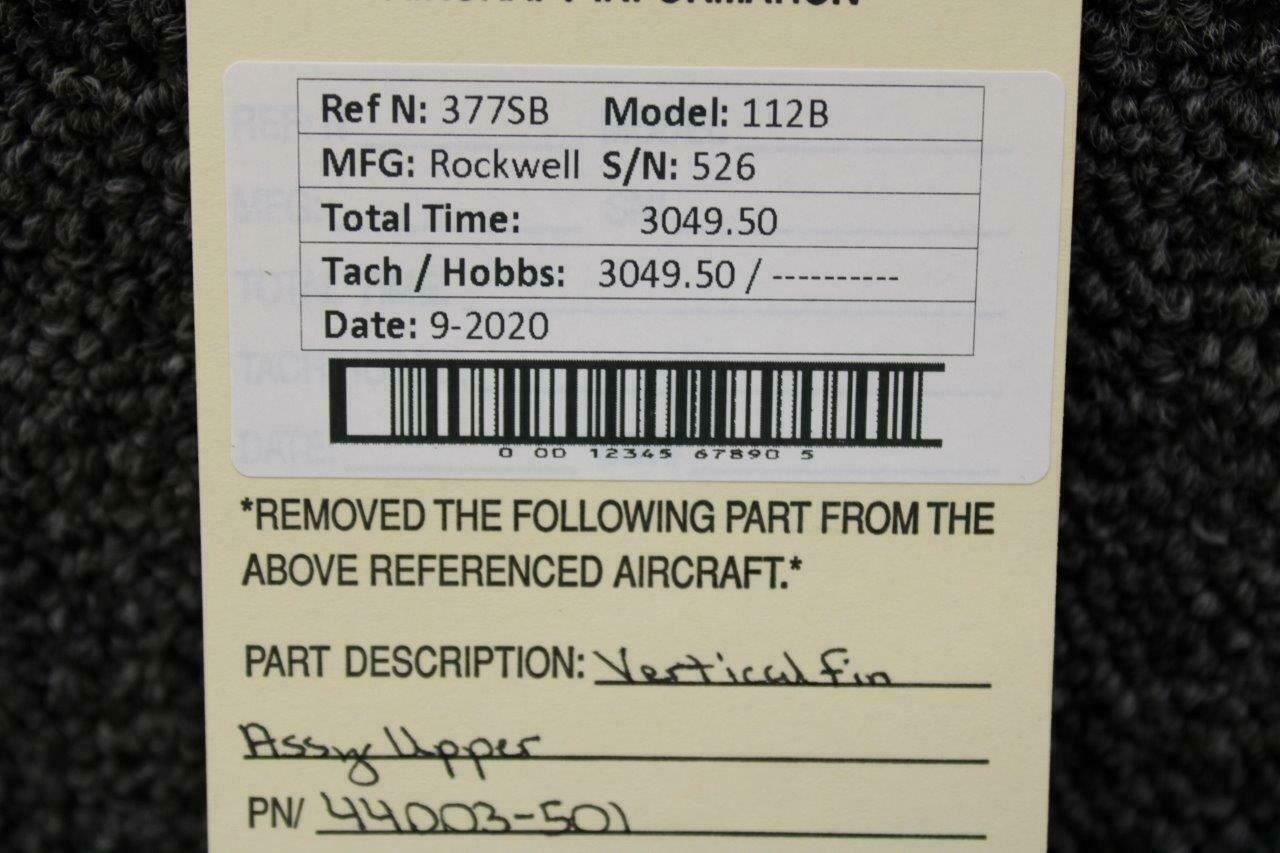 AIRCRAFT INFORMATION
Ref N: 377SB Model: 112B
MFG: Rockwell S/N: 526
Total Time: 3049.50
Tach / Hobbs: 3049.50 / ----------
Date: 9-2020
0 00 12345 67890 5
*REMOVED THE FOLLOWING PART FROM THE
ABOVE REFERENCED AIRCRAFT.*
PART DESCRIPTION: Vertical Fin
Assy Upper
PN/ 44003-501